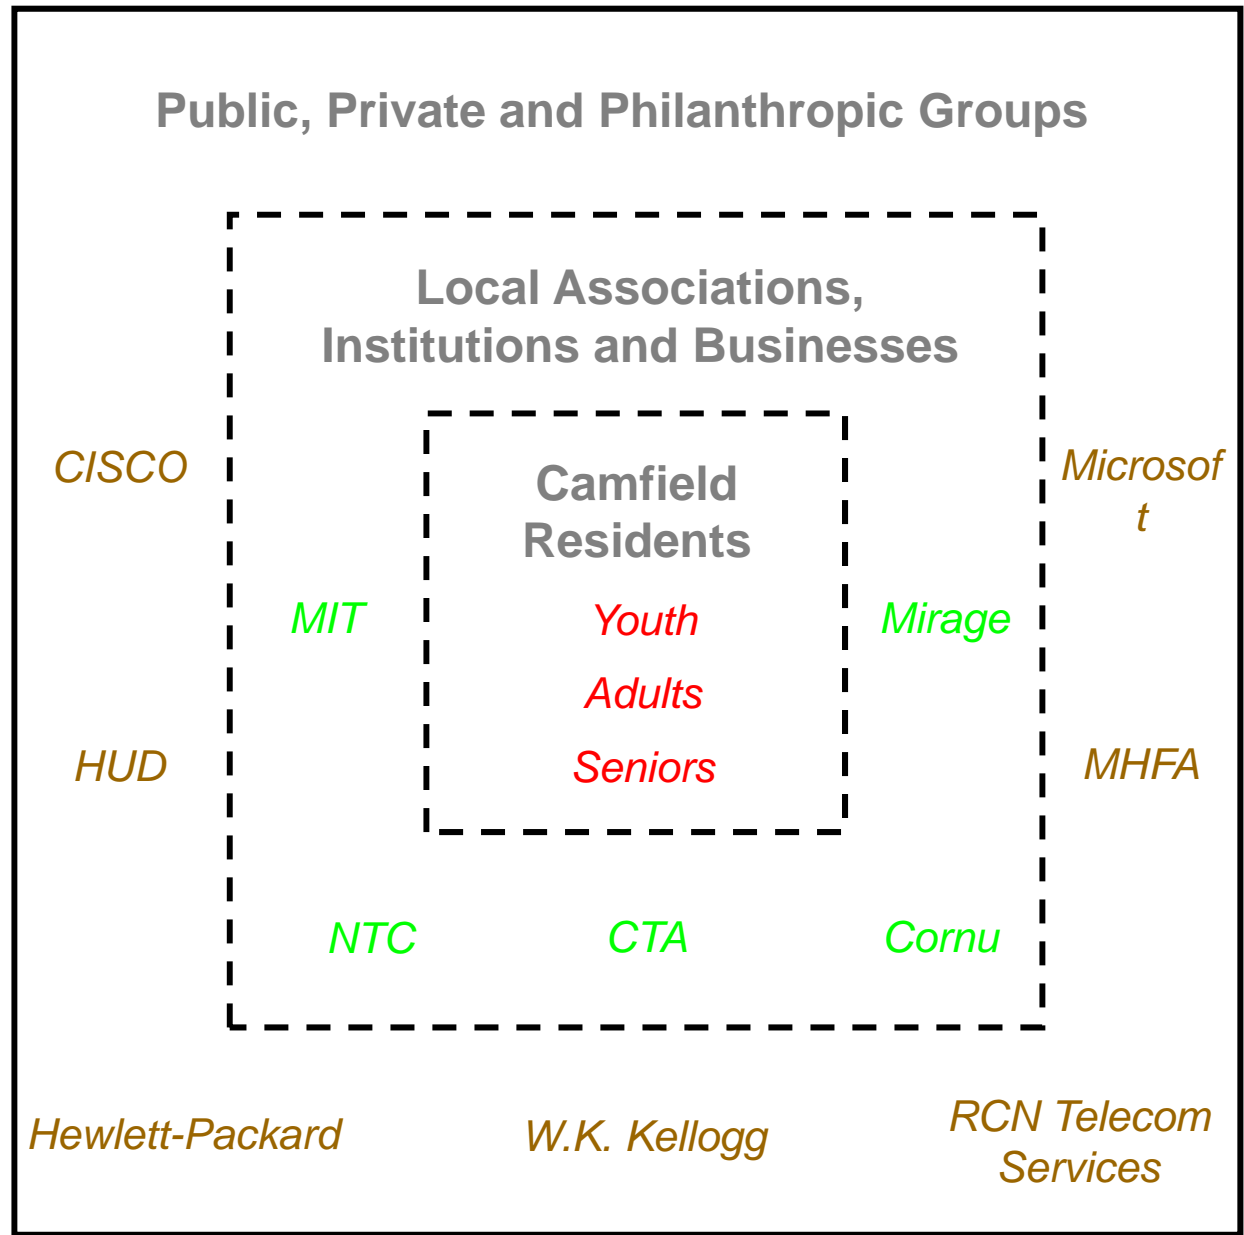 Public, Private and Philanthropic Groups
Local Associations,
Institutions and Businesses
Camfield
Residents
CISCO
Microsof
t
MIT
Youth
Mirage
Adults
HUD
Seniors
MHFA
NTC
CTA
Cornu
Hewlett-Packard
W.K. Kellogg
RCN Telecom
Services